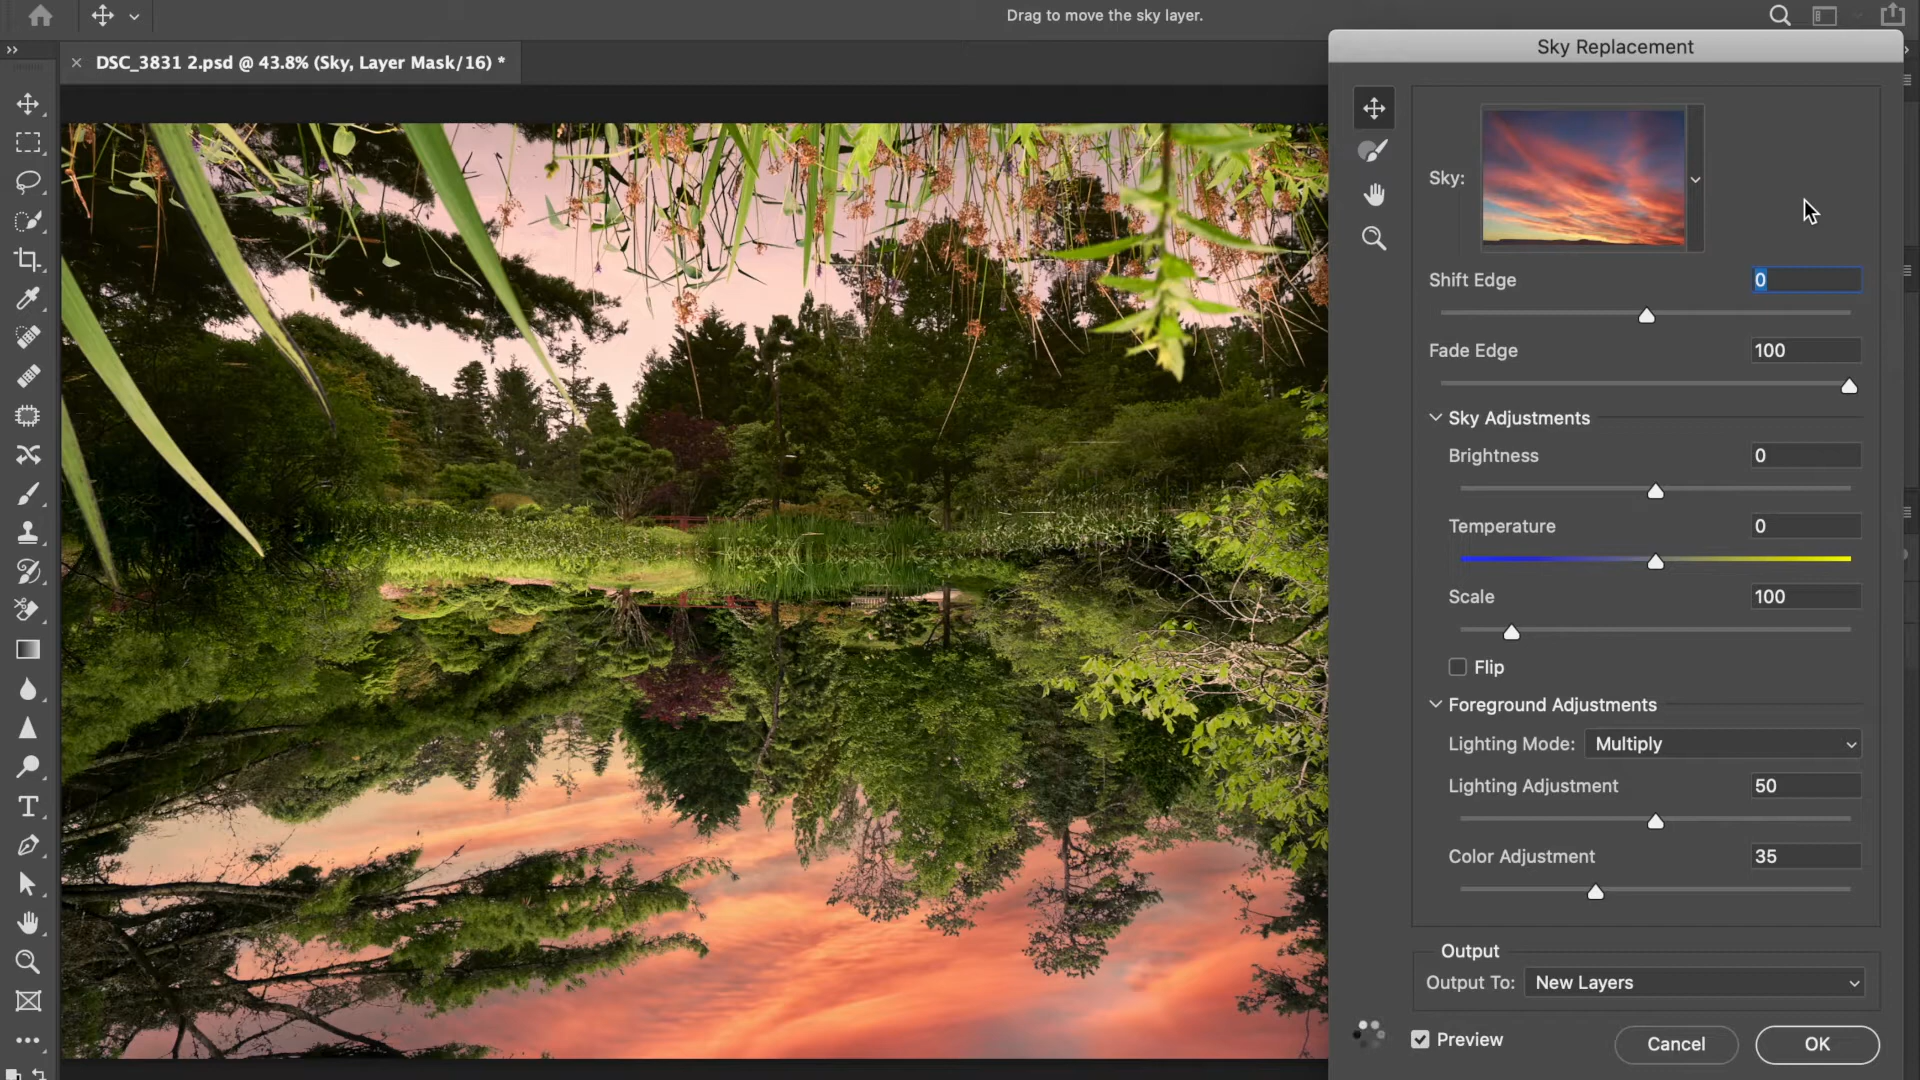 Drag to move the sky layer.
DSC_3831 2.psd @ 43.8% (Sky, Layer Mask/16) *
Sky Replacement
Sky:
Shift Edge 0
Fade Edge 100
Sky Adjustments
Brightness 0
Temperature 0
Scale 100
Flip
Foreground Adjustments
Lighting Mode: Multiply
Lighting Adjustment 50
Color Adjustment 35
Output
Output To: New Layers
Preview Cancel OK